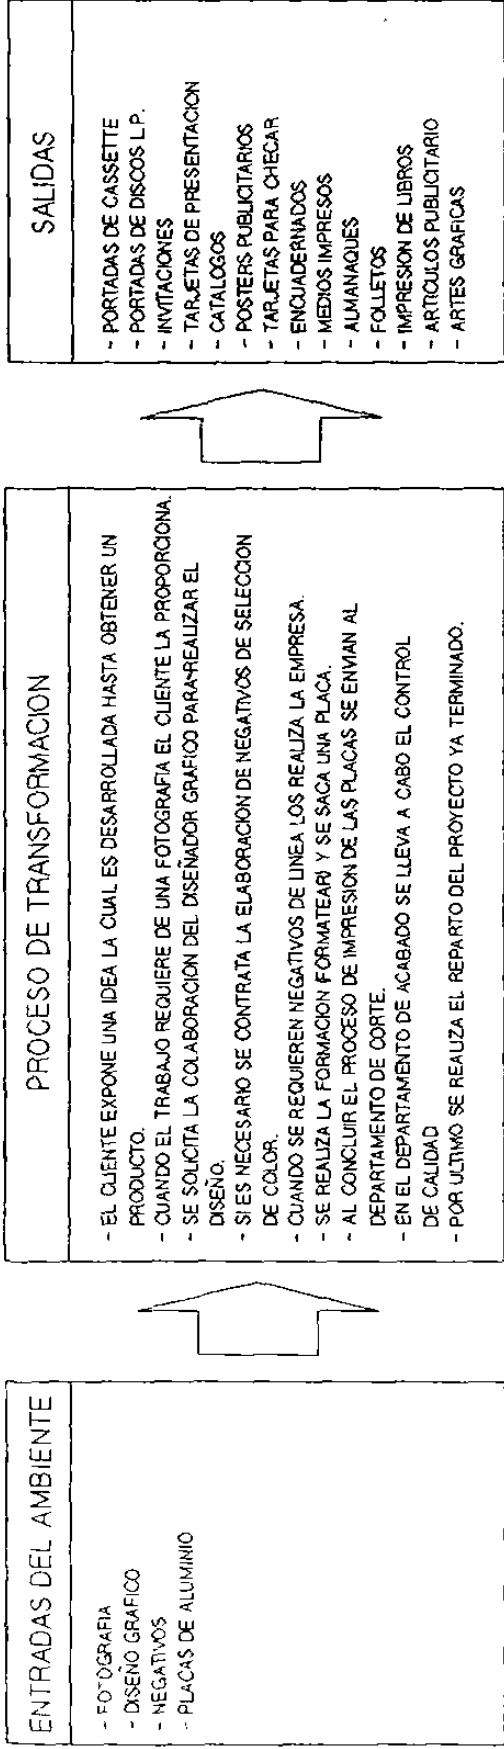 ENTRADAS DEL AMBIENTE
- FOTOGRAFIA
- DISEÑO GRAFICO
- NEGATIVOS
- PLACAS DE ALUMINIO
PROCESO DE TRANSFORMACION
- EL CLIENTE EXPONE UNA IDEA LA CUAL ES DESARROLLADA HASTA OBTENER UN
PRODUCTO.
- CUANDO EL TRABAJO REQUIERE DE UNA FOTOGRAFIA EL CLIENTE LA PROPORCIONA.
- SE SOLICITA LA COLABORACION DEL DISEÑADOR GRAFICO PARA REALIZAR EL
DISEÑO.
- SI ES NECESARIO SE CONTRATA LA ELABORACION DE NEGATIVOS DE SELECCION
DE COLOR.
- CUANDO SE REQUIEREN NEGATIVOS DE LINEA LOS REALIZA LA EMPRESA.
- SE REALIZA LA FORMACION (FORMATEAR) Y SE SACA UNA PLACA.
- AL CONCLUIR EL PROCESO DE IMPRESION DE LAS PLACAS SE ENVIAN AL
DEPARTAMENTO DE CORTE.
- EN EL DEPARTAMENTO DE ACABADO SE LLEVA A CABO EL CONTROL
DE CALIDAD
- POR ULTIMO SE REALIZA EL REPARTO DEL PROYECTO YA TERMINADO.
SALIDAS
- PORTADAS DE CASSETTE
- PORTADAS DE DISCOS L.P.
- INVITACIONES
- TARJETAS DE PRESENTACION
- CATALOGOS
- POSTERS PUBLICITARIOS
- TARJETAS PARA CHECAR
- ENCUADERNADOS
- MEDIOS IMPRESOS
- ALMANAQUES
- FOLLETOS
- IMPRESION DE LIBROS
- ARTICULOS PUBLICITARIO
- ARTES GRAFICAS